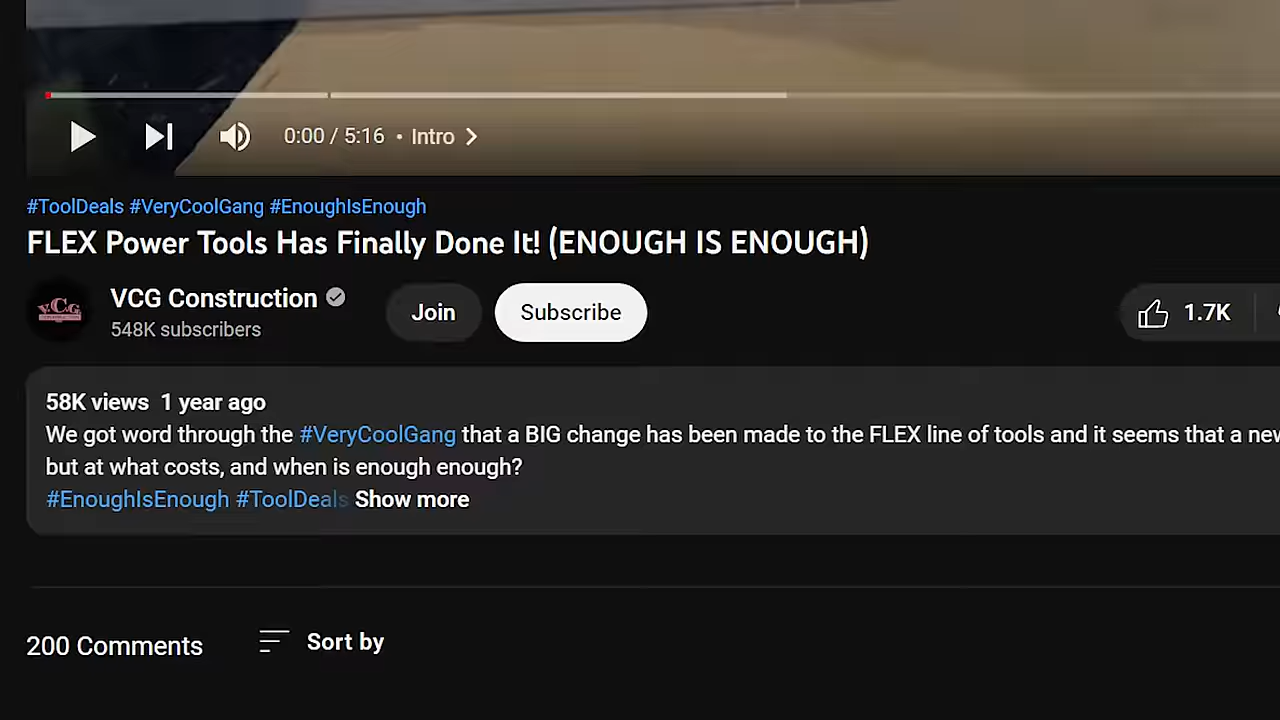 0:00 / 5:16 • Intro
#ToolDeals #VeryCoolGang #EnoughIsEnough
FLEX Power Tools Has Finally Done It! (ENOUGH IS ENOUGH)
VCG
VCG Construction
548K subscribers
Join
Subscribe
1.7K
58K views 1 year ago
We got word through the #VeryCoolGang that a BIG change has been made to the FLEX line of tools and it seems that a new
but at what costs, and when is enough enough?
#EnoughIsEnough #ToolDeals Show more
200 Comments
Sort by